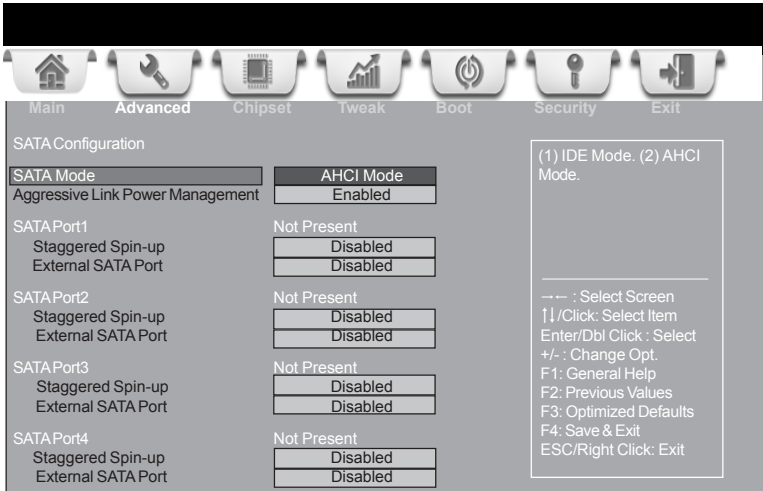 Main Advanced Chipset Tweak Boot Security Exit
SATA Configuration
SATA Mode AHCI Mode
Aggressive Link Power Management Enabled
SATA Port1 Not Present
Staggered Spin-up Disabled
External SATA Port Disabled
SATA Port2 Not Present
Staggered Spin-up Disabled
External SATA Port Disabled
SATA Port3 Not Present
Staggered Spin-up Disabled
External SATA Port Disabled
SATA Port4 Not Present
Staggered Spin-up Disabled
External SATA Port Disabled
(1) IDE Mode. (2) AHCI
Mode.
→← : Select Screen
↑↓/Click: Select Item
Enter/Dbl Click : Select
+/- : Change Opt.
F1: General Help
F2: Previous Values
F3: Optimized Defaults
F4: Save & Exit
ESC/Right Click: Exit